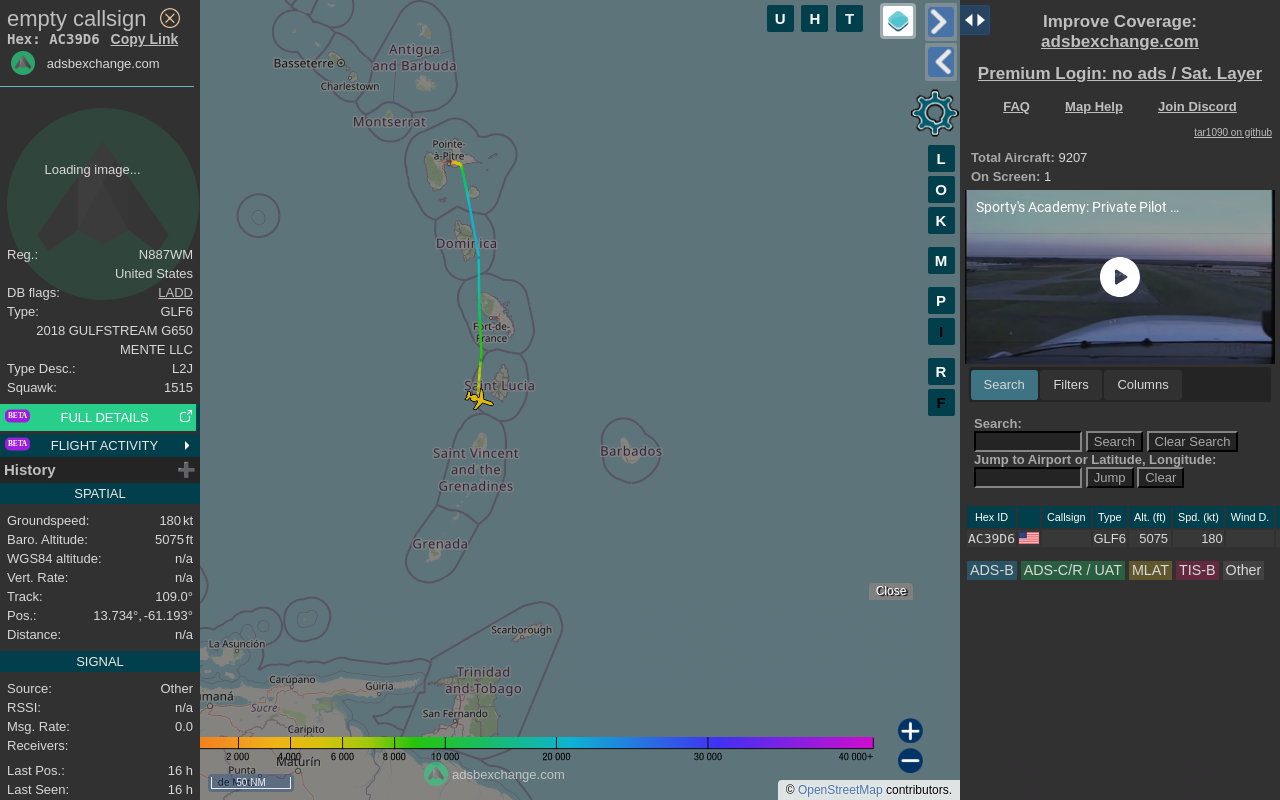 empty callsign
Hex: AC39D6 Copy Link
adsbexchange.com
Loading image...
Reg.: N887WM
United States
DB flags: LADD
Type: GLF6
2018 GULFSTREAM G650
MENTE LLC
Type Desc.: L2J
Squawk: 1515
BETA FULL DETAILS
BETA FLIGHT ACTIVITY
History
SPATIAL
Groundspeed: 180 kt
Baro. Altitude: 5075 ft
WGS84 altitude: n/a
Vert. Rate: n/a
Track: 109.0°
Pos.: 13.734°, -61.193°
Distance: n/a
SIGNAL
Source: Other
RSSI: n/a
Msg. Rate: 0.0
Receivers:
Last Pos.: 16 h
Last Seen: 16 h
U H T
L
O
K
M
P
I
R
F
Antigua
and Barbuda
Basseterre
Charlestown
Montserrat
Pointe-
à-Pitre
Dominica
Fort-de-
France
Saint Lucia
Saint Vincent
and the
Grenadines
Barbados
Grenada
Scarborough
La Asunción
Trinidad
and Tobago
Carúpano
Güiria
umaná
Sucre
San Fernando
Caripito
2 000 4 000 6 000 8 000 10 000 20 000 30 000 40 000+
Maturín
Punta
de M
50 NM
adsbexchange.com
Close
© OpenStreetMap contributors.
Improve Coverage:
adsbexchange.com
Premium Login: no ads / Sat. Layer
FAQ Map Help Join Discord
tar1090 on github
Total Aircraft: 9207
On Screen: 1
Sporty's Academy: Private Pilot ...
Search Filters Columns
Search:
Search Clear Search
Jump to Airport or Latitude, Longitude:
Jump Clear
Hex ID Callsign Type Alt. (ft) Spd. (kt) Wind D.
AC39D6 GLF6 5075 180
ADS-B ADS-C/R / UAT MLAT TIS-B Other